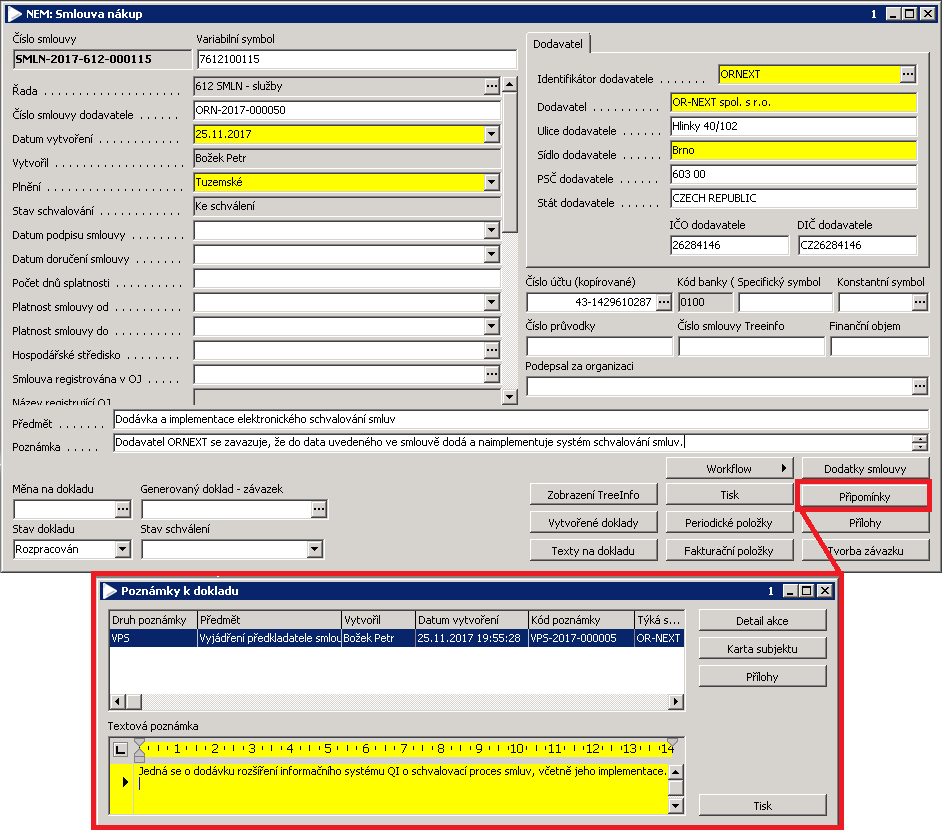 NEM: Smlouva nákup 1
Číslo smlouvy Variabilní symbol
SMLN-2017-612-000115 7612100115
Řada 612 SMLN - služby
Číslo smlouvy dodavatele ORN-2017-000050
Datum vytvoření 25.11.2017
Vytvořil Božek Petr
Plnění Tuzemské
Stav schvalování Ke schválení
Datum podpisu smlouvy
Datum doručení smlouvy
Počet dnů splatnosti
Platnost smlouvy od
Platnost smlouvy do
Hospodářské středisko
Smlouva registrována v OJ
Název registrující OJ
Dodavatel
Identifikátor dodavatele ORNEXT
Dodavatel OR-NEXT spol. s r.o.
Ulice dodavatele Hlinky 40/102
Sídlo dodavatele Brno
PSČ dodavatele 603 00
Stát dodavatele CZECH REPUBLIC
IČO dodavatele DIČ dodavatele
26284146 CZ26284146
Číslo účtu (kopírované) Kód banky ( Specifický symbol Konstantní symbol
43-1429610287 0100
Číslo průvodky Číslo smlouvy Treeinfo Finanční objem
Podepsal za organizaci
Předmět Dodávka a implementace elektronického schvalování smluv
Poznámka Dodavatel ORNEXT se zavazuje, že do data uvedeného ve smlouvě dodá a naimplementuje systém schvalování smluv.
Workflow Dodatky smlouvy
Měna na dokladu Generovaný doklad - závazek
Zobrazení TreeInfo Tisk Připomínky
Stav dokladu Stav schválení
Vytvořené doklady Periodické položky Přílohy
Rozpracován
Texty na dokladu Fakturační položky Tvorba závazku
Poznámky k dokladu 1
Druh poznámky Předmět Vytvořil Datum vytvoření Kód poznámky Týká s...
VPS Vyjádření předkladatele smlou Božek Petr 25.11.2017 19:55:28 VPS-2017-000005 OR-NEXT
Detail akce
Karta subjektu
Přílohy
Textová poznámka
1 2 3 4 5 6 7 8 9 10 11 12 13 14
Jedná se o dodávku rozšíření informačního systému QI o schvalovací proces smluv, včetně jeho implementace.
Tisk